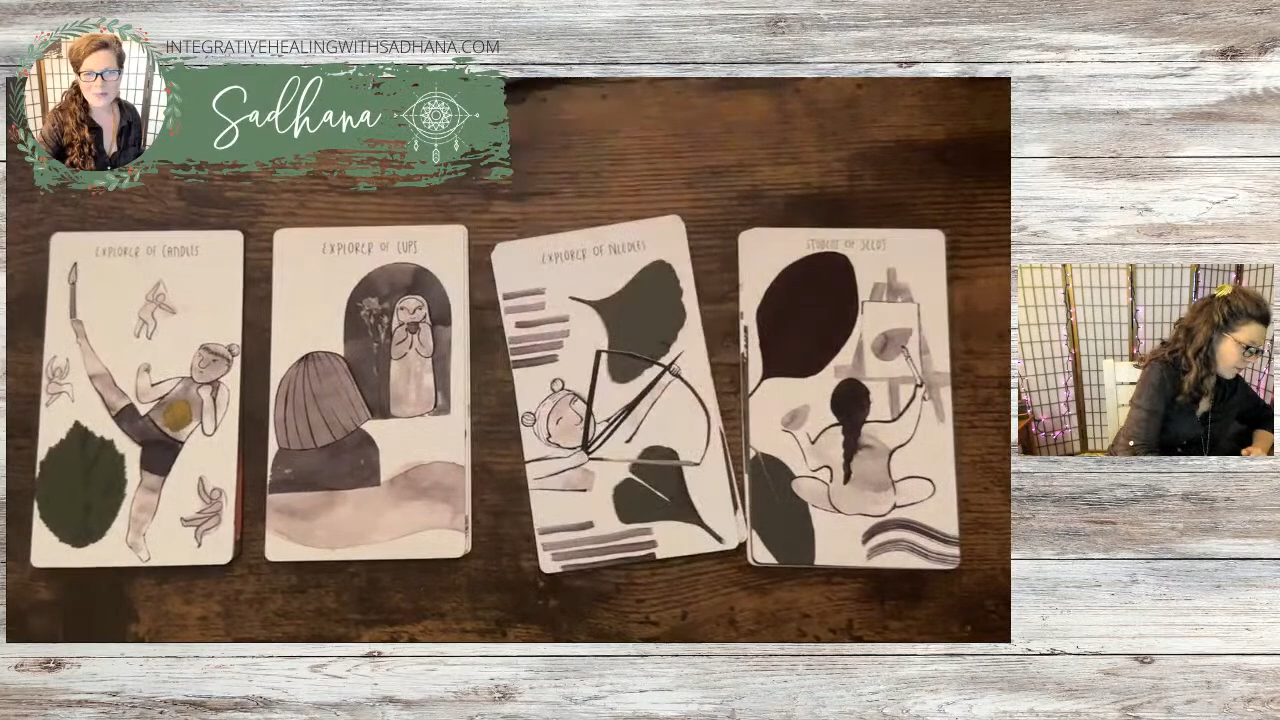 INTEGRATIVEHEALINGWITHSADHANA.COM
Sadhana
EXPLORER OF CANDLES
EXPLORER OF CUPS
EXPLORER OF NEEDLES
STUDENT OF SEEDS